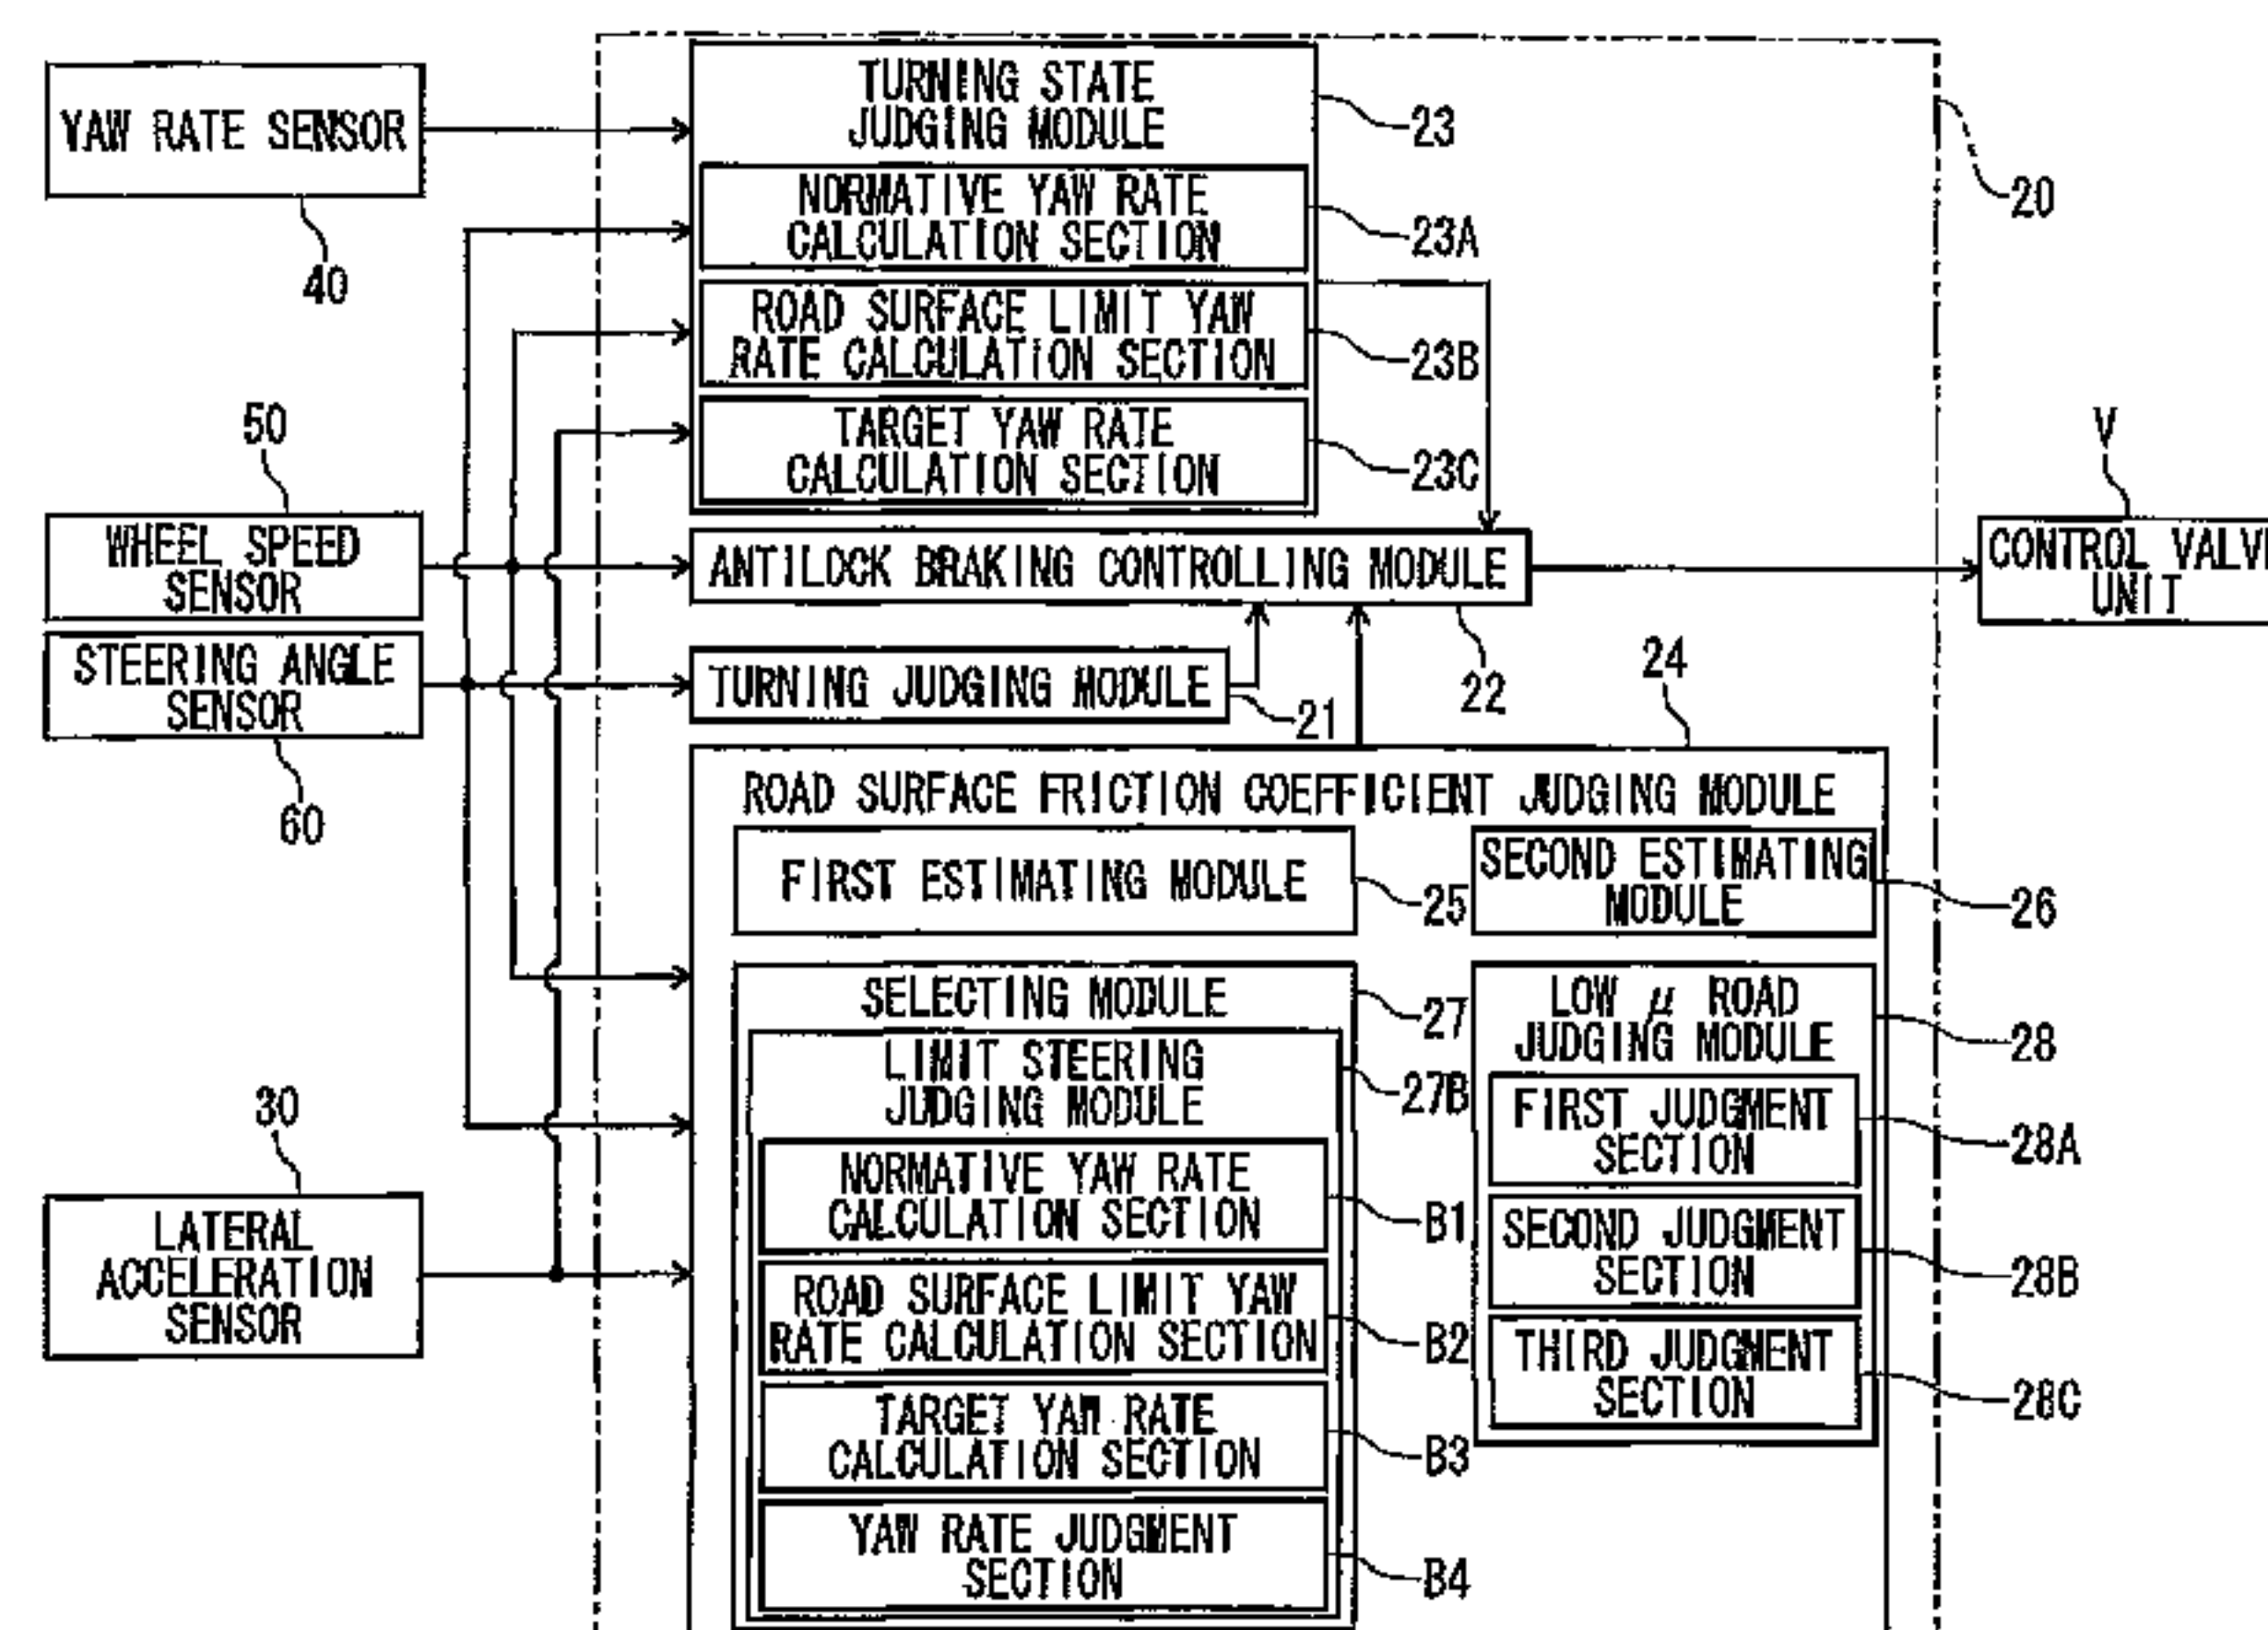 YAW RATE SENSOR
40
TURNING STATE
JUDGING MODULE
23
NORMATIVE YAW RATE
CALCULATION SECTION
23A
ROAD SURFACE LIMIT YAW
RATE CALCULATION SECTION
23B
TARGET YAW RATE
CALCULATION SECTION
23C
20
50
WHEEL SPEED
SENSOR
STEERING ANGLE
SENSOR
60
ANTILOCK BRAKING CONTROLLING MODULE
22
V
CONTROL VALVE
UNIT
TURNING JUDGING MODULE
21
24
ROAD SURFACE FRICTION COEFFICIENT JUDGING MODULE
FIRST ESTIMATING MODULE
25
SECOND ESTIMATING
MODULE
26
SELECTING MODULE
27
LIMIT STEERING
JUDGING MODULE
27B
NORMATIVE YAW RATE
CALCULATION SECTION
B1
ROAD SURFACE LIMIT YAW
RATE CALCULATION SECTION
B2
TARGET YAW RATE
CALCULATION SECTION
B3
YAW RATE JUDGMENT
SECTION
B4
LOW μ ROAD
JUDGING MODULE
28
FIRST JUDGMENT
SECTION
28A
SECOND JUDGMENT
SECTION
28B
THIRD JUDGMENT
SECTION
28C
30
LATERAL
ACCELERATION
SENSOR